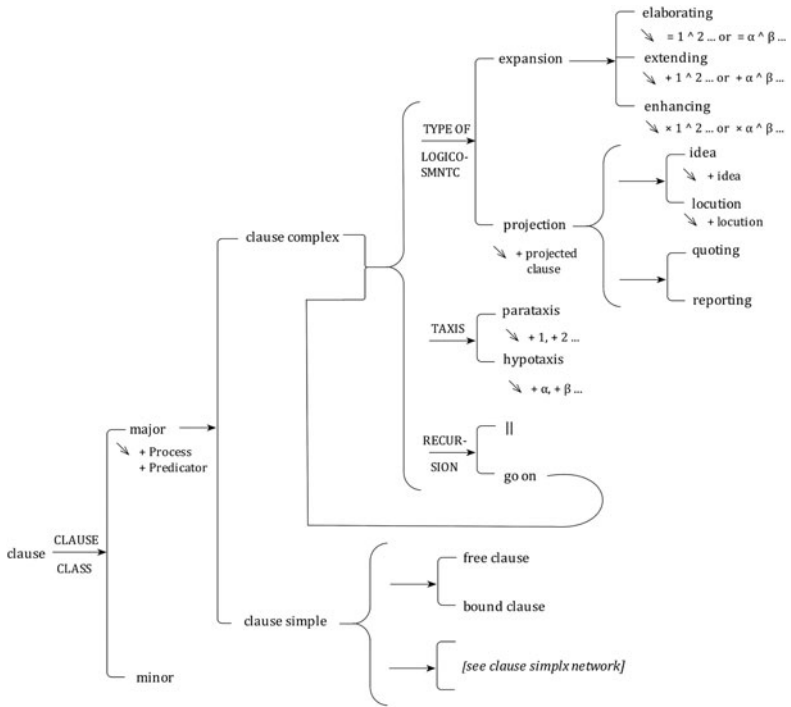 elaborating
↘ = 1 ^ 2 ... or = α ^ β ...
expansion
extending
↘ + 1 ^ 2 ... or + α ^ β ...
enhancing
↘ × 1 ^ 2 ... or × α ^ β ...
TYPE OF
LOGICO-
SMNTC
idea
↘ + idea
locution
↘ + locution
projection
↘ + projected
clause
quoting
reporting
clause complex
parataxis
↘ + 1, + 2 ...
TAXIS
hypotaxis
↘ + α, + β ...
major
↘ + Process
+ Predicator
||
RECUR-
SION
go on
clause
CLAUSE
CLASS
free clause
bound clause
clause simple
[see clause simplx network]
minor